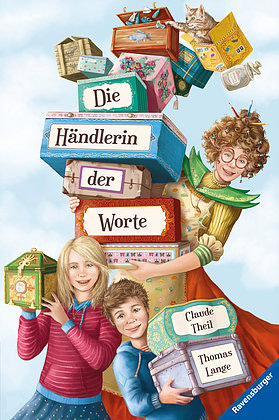 Die
Händlerin
der
Worte
Claude
Theil
Thomas
Lange
Ravensburger